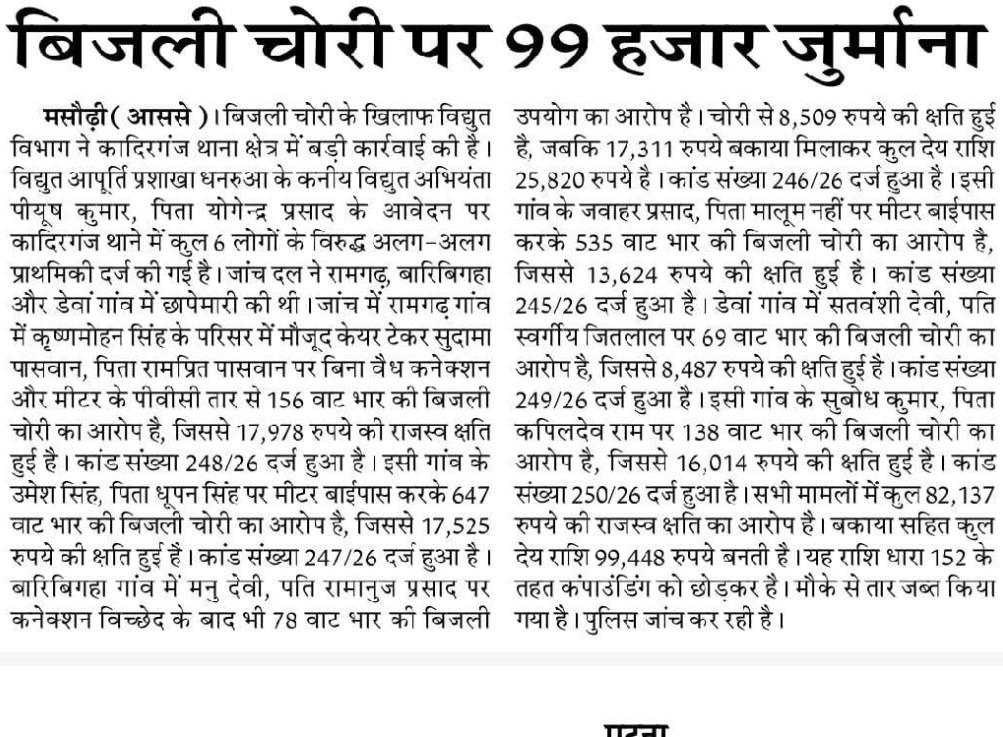 बिजली चोरी पर 99 हजार जुर्माना
मसौढ़ी ( आससे )। बिजली चोरी के खिलाफ विद्युत
विभाग ने कादिरगंज थाना क्षेत्र में बड़ी कार्रवाई की है।
विद्युत आपूर्ति प्रशाखा धनरुआ के कनीय विद्युत अभियंता
पीयूष कुमार, पिता योगेन्द्र प्रसाद के आवेदन पर
कादिरगंज थाने में कुल 6 लोगों के विरुद्ध अलग-अलग
प्राथमिकी दर्ज की गई है। जांच दल ने रामगढ़, बारिबिगहा
और डेवां गांव में छापेमारी की थी। जांच में रामगढ़ गांव
में कृष्णमोहन सिंह के परिसर में मौजूद केयर टेकर सुदामा
पासवान, पिता रामप्रित पासवान पर बिना वैध कनेक्शन
और मीटर के पीवीसी तार से 156 वाट भार की बिजली
चोरी का आरोप है, जिससे 17,978 रुपये की राजस्व क्षति
हुई है। कांड संख्या 248/26 दर्ज हुआ है। इसी गांव के
उमेश सिंह, पिता धूपन सिंह पर मीटर बाईपास करके 647
वाट भार की बिजली चोरी का आरोप है, जिससे 17,525
रुपये की क्षति हुई है। कांड संख्या 247/26 दर्ज हुआ है।
बारिबिगहा गांव में मनु देवी, पति रामानुज प्रसाद पर
कनेक्शन विच्छेद के बाद भी 78 वाट भार की बिजली
उपयोग का आरोप है। चोरी से 8,509 रुपये की क्षति हुई
है, जबकि 17,311 रुपये बकाया मिलाकर कुल देय राशि
25,820 रुपये है। कांड संख्या 246/26 दर्ज हुआ है। इसी
गांव के जवाहर प्रसाद, पिता मालूम नहीं पर मीटर बाईपास
करके 535 वाट भार की बिजली चोरी का आरोप है,
जिससे 13,624 रुपये की क्षति हुई है। कांड संख्या
245/26 दर्ज हुआ है। डेवां गांव में सतवंशी देवी, पति
स्वर्गीय जितलाल पर 69 वाट भार की बिजली चोरी का
आरोप है, जिससे 8,487 रुपये की क्षति हुई है। कांड संख्या
249/26 दर्ज हुआ है। इसी गांव के सुबोध कुमार, पिता
कपिलदेव राम पर 138 वाट भार की बिजली चोरी का
आरोप है, जिससे 16,014 रुपये की क्षति हुई है। कांड
संख्या 250/26 दर्ज हुआ है। सभी मामलों में कुल 82,137
रुपये की राजस्व क्षति का आरोप है। बकाया सहित कुल
देय राशि 99,448 रुपये बनती है। यह राशि धारा 152 के
तहत कंपाउंडिंग को छोड़कर है। मौके से तार जब्त किया
गया है। पुलिस जांच कर रही है।